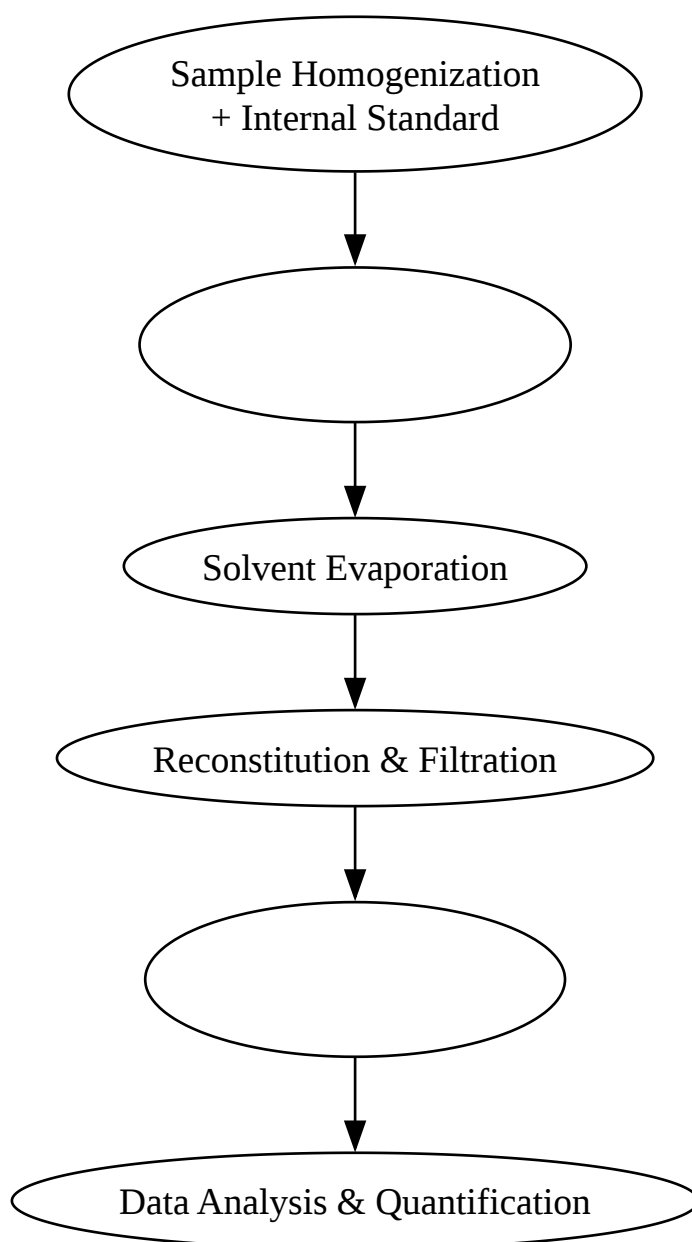 Sample Homogenization
+ Internal Standard
Solvent Evaporation
Reconstitution & Filtration
Data Analysis & Quantification